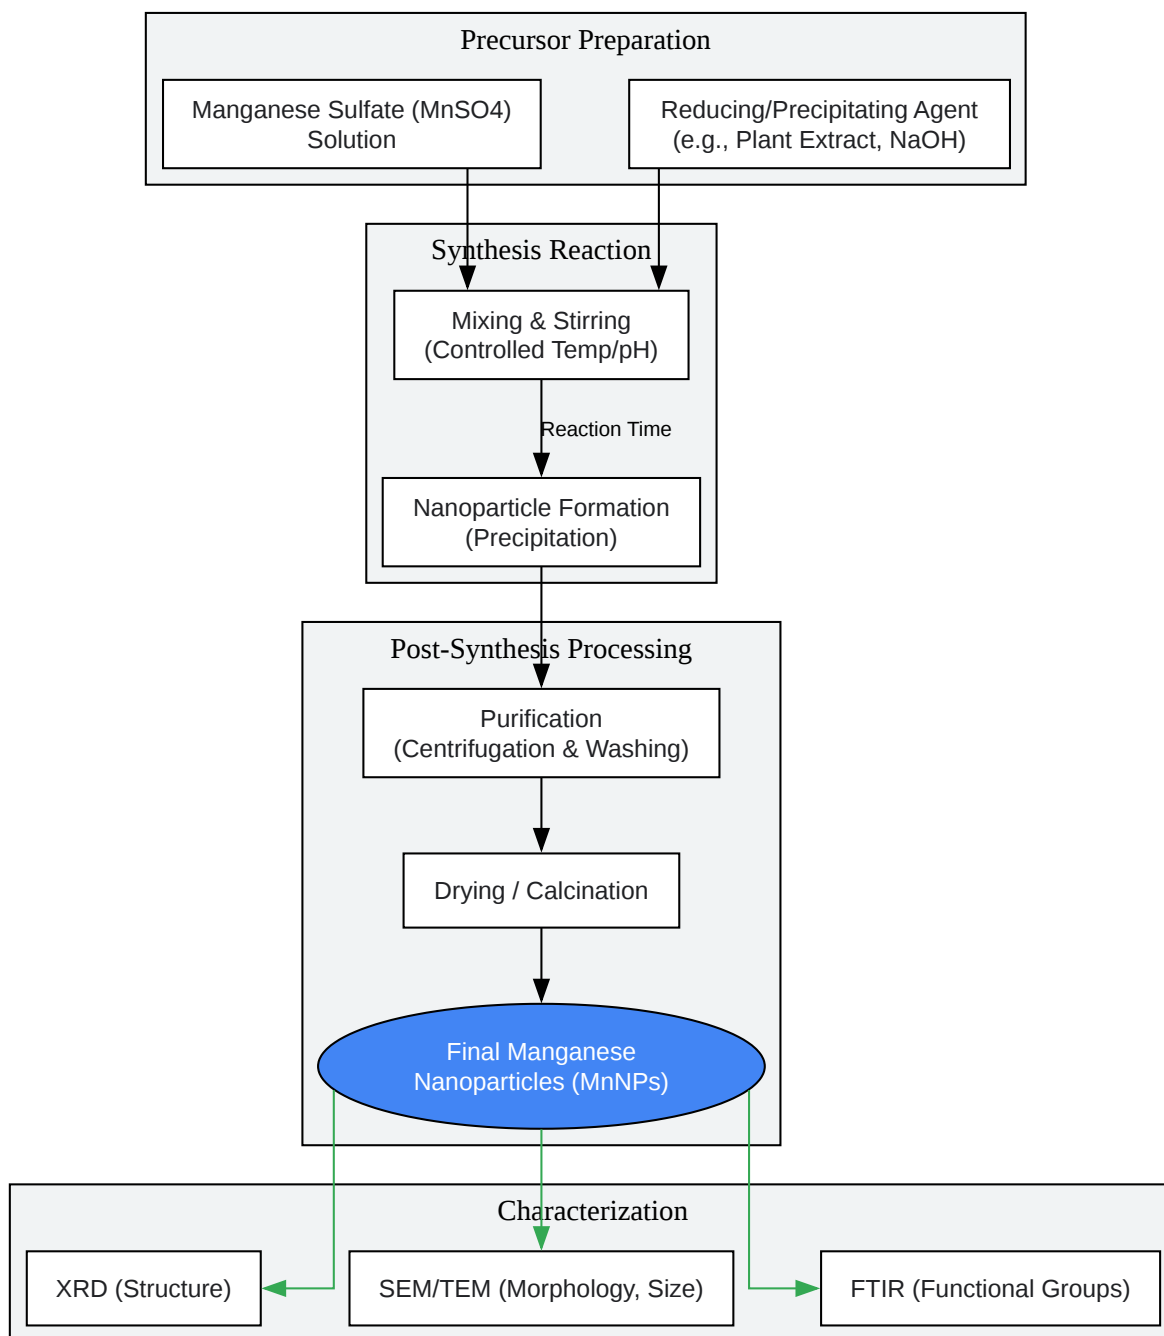 Precursor Preparation
Manganese Sulfate (MnSO4)
Solution
Reducing/Precipitating Agent
(e.g., Plant Extract, NaOH)
Synthesis Reaction
Mixing & Stirring
(Controlled Temp/pH)
Reaction Time
Nanoparticle Formation
(Precipitation)
Post-Synthesis Processing
Purification
(Centrifugation & Washing)
Drying / Calcination
Final Manganese
Nanoparticles (MnNPs)
Characterization
XRD (Structure)
SEM/TEM (Morphology, Size)
FTIR (Functional Groups)